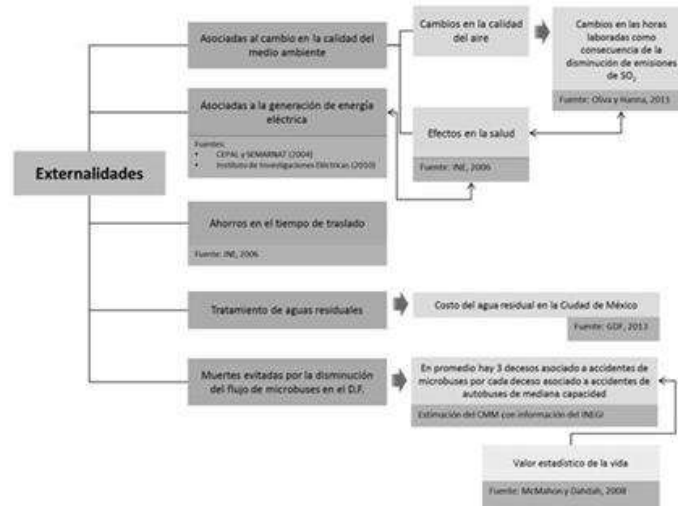 Externalidades
Asociadas al cambio en la calidad del
medio ambiente
Cambios en la calidad
del aire
Cambios en las horas
laboradas como
consecuencia de la
disminución de emisiones
de SO2
Fuente: Oliva y Hanna, 2011
Asociadas a la generación de energía
eléctrica
Fuentes:
• CEPAL y SEMARNAT (2004)
• Instituto de Investigaciones Eléctricas (2010)
Efectos en la salud
Fuente: INE, 2006
Ahorros en el tiempo de traslado
Fuente: INE, 2006
Tratamiento de aguas residuales
Costo del agua residual en la Ciudad de México
Fuente: GDF, 2013
Muertes evitadas por la disminución
del flujo de microbuses en el D.F.
En promedio hay 3 decesos asociado a accidentes de
microbuses por cada deceso asociado a accidentes de
autobuses de mediana capacidad
Estimación del CMM con información del INEGI
Valor estadístico de la vida
Fuente: McMahon y Dahdah, 2008